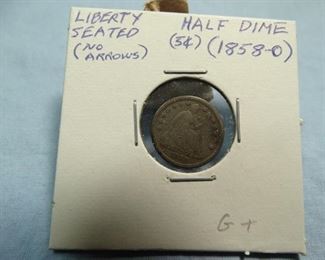 LIBERTY HALF DIME
SEATED (5¢) (1858-O)
(NO
ARROWS)
G+